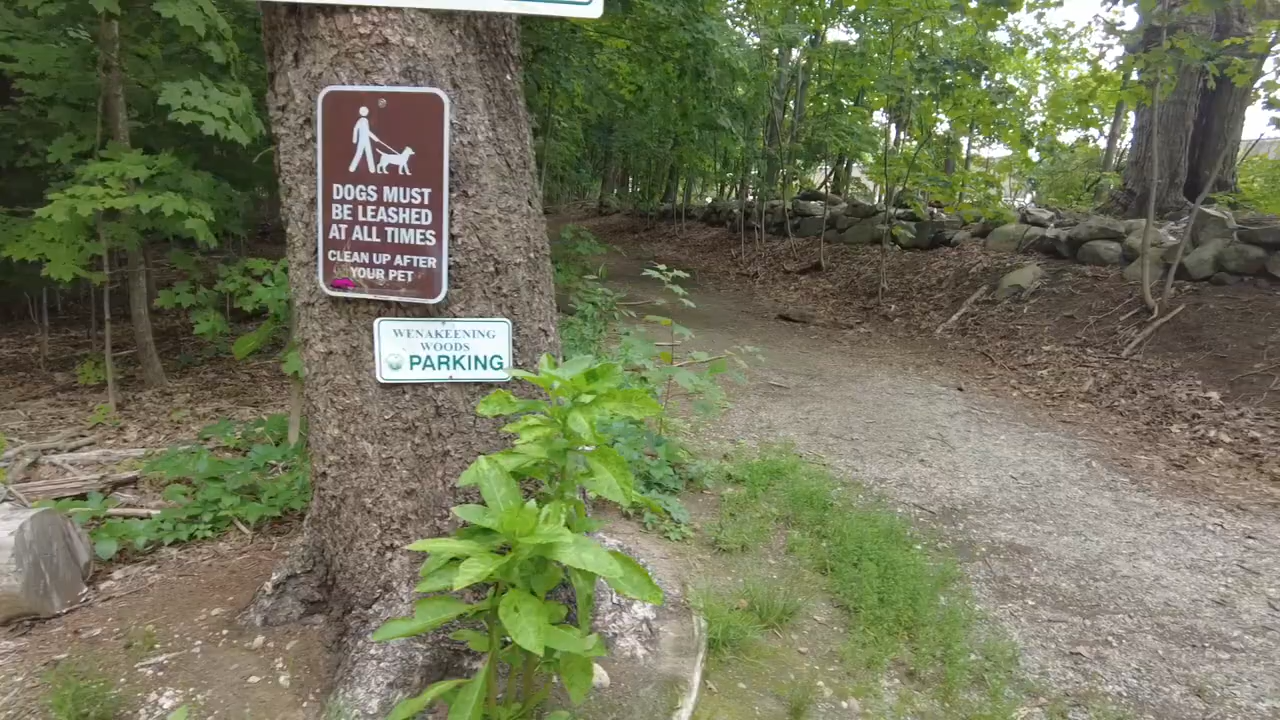 DOGS MUST
BE LEASHED
AT ALL TIMES
CLEAN UP AFTER
YOUR PET
WENAKEENING
WOODS
PARKING